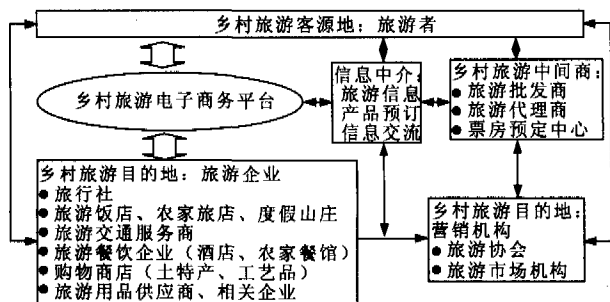 乡村旅游客源地：旅游者
乡村旅游电子商务平台
信息中介：
旅游信息
产品预订
信息交流
乡村旅游中间商：
●旅游批发商
●旅游代理商
●票房预定中心
乡村旅游目的地：旅游企业
●旅行社
●旅游饭店、农家旅店、度假山庄
●旅游交通服务商
●旅游餐饮企业（酒店、农家餐馆）
●购物商店（土特产、工艺品）
●旅游用品供应商、相关企业
乡村旅游目的地：
营销机构
●旅游协会
●旅游市场机构